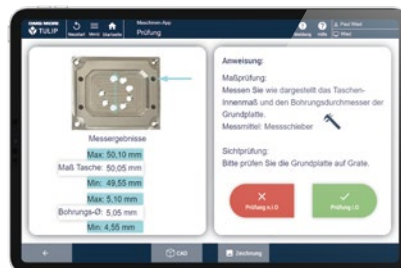 TULIP
Neustart
Menü
Startseite
Maschinen-App
Prüfung
Hilfe
Messergebnisse
Max: 50,10 mm
Maß Tasche: 50,05 mm
Min: 49,55 mm
Max: 5,10 mm
Bohrungs-Ø: 5,05 mm
Min: 4,55 mm
Anweisung:
Maßprüfung:
Messen Sie wie dargestellt das Taschen-
Innenmaß und den Bohrungsdurchmesser der
Grundplatte.
Messmittel: Messschieber
Sichtprüfung:
Bitte prüfen Sie die Grundplatte auf Grate.
Prüfung n.i.O
Prüfung i.O
CAD
Zeichnung